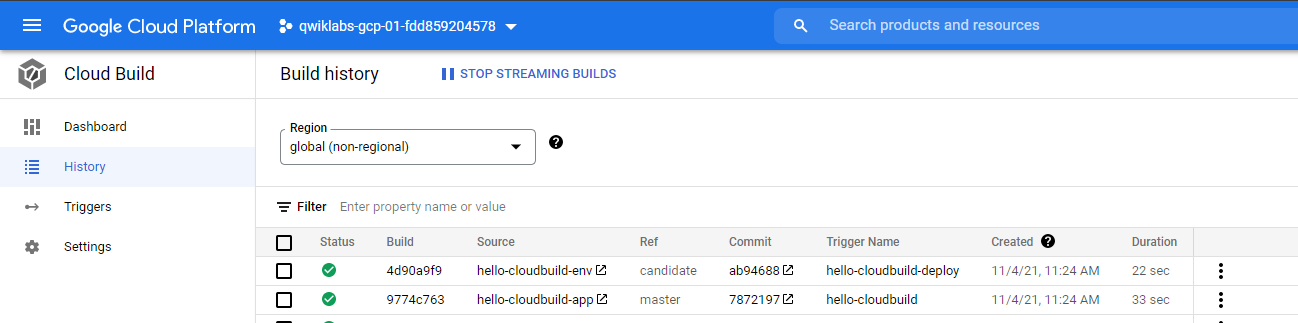 Google Cloud Platform qwiklabs-gcp-01-fdd859204578 Search products and resources
Cloud Build
Build history STOP STREAMING BUILDS
Dashboard
History
Triggers
Settings
Region
global (non-regional)
Filter Enter property name or value
Status Build Source Ref Commit Trigger Name Created Duration
4d90a9f9 hello-cloudbuild-env candidate ab94688 hello-cloudbuild-deploy 11/4/21, 11:24 AM 22 sec
9774c763 hello-cloudbuild-app master 7872197 hello-cloudbuild 11/4/21, 11:24 AM 33 sec